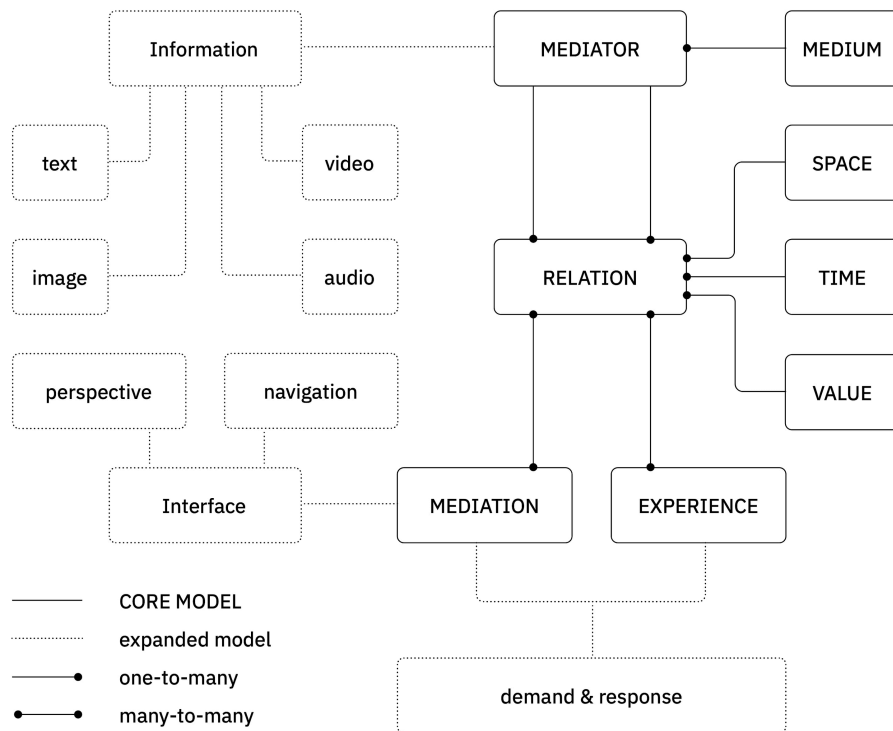 Information
MEDIATOR
MEDIUM
text
video
SPACE
image
audio
RELATION
TIME
perspective
navigation
VALUE
Interface
MEDIATION
EXPERIENCE
CORE MODEL
expanded model
one-to-many
many-to-many
demand & response